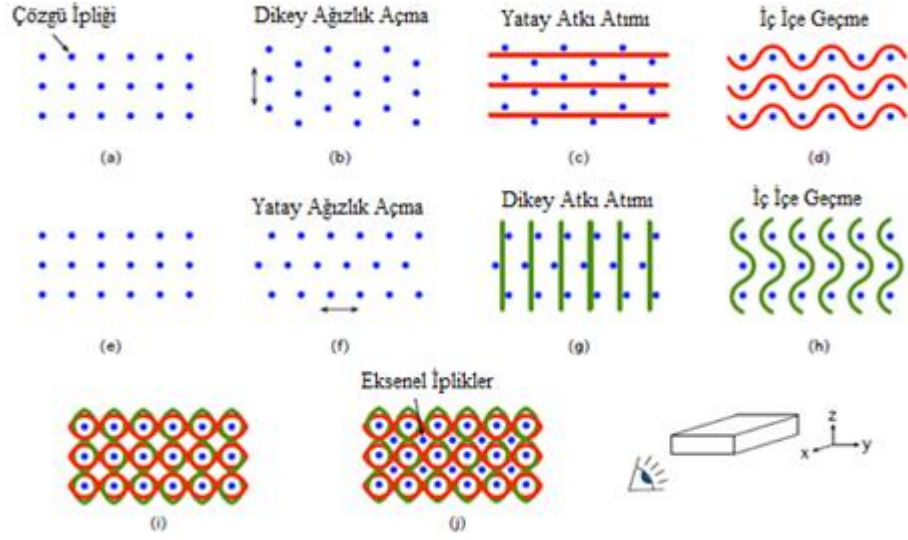 Çözgü İpliği
Dikey Ağızlık Açma
Yatay Atkı Atımı
İç İçe Geçme
(a)
(b)
(c)
(d)
Yatay Ağızlık Açma
Dikey Atkı Atımı
İç İçe Geçme
(e)
(f)
(g)
(h)
Eksenel İplikler
z
y
x
(i)
(j)